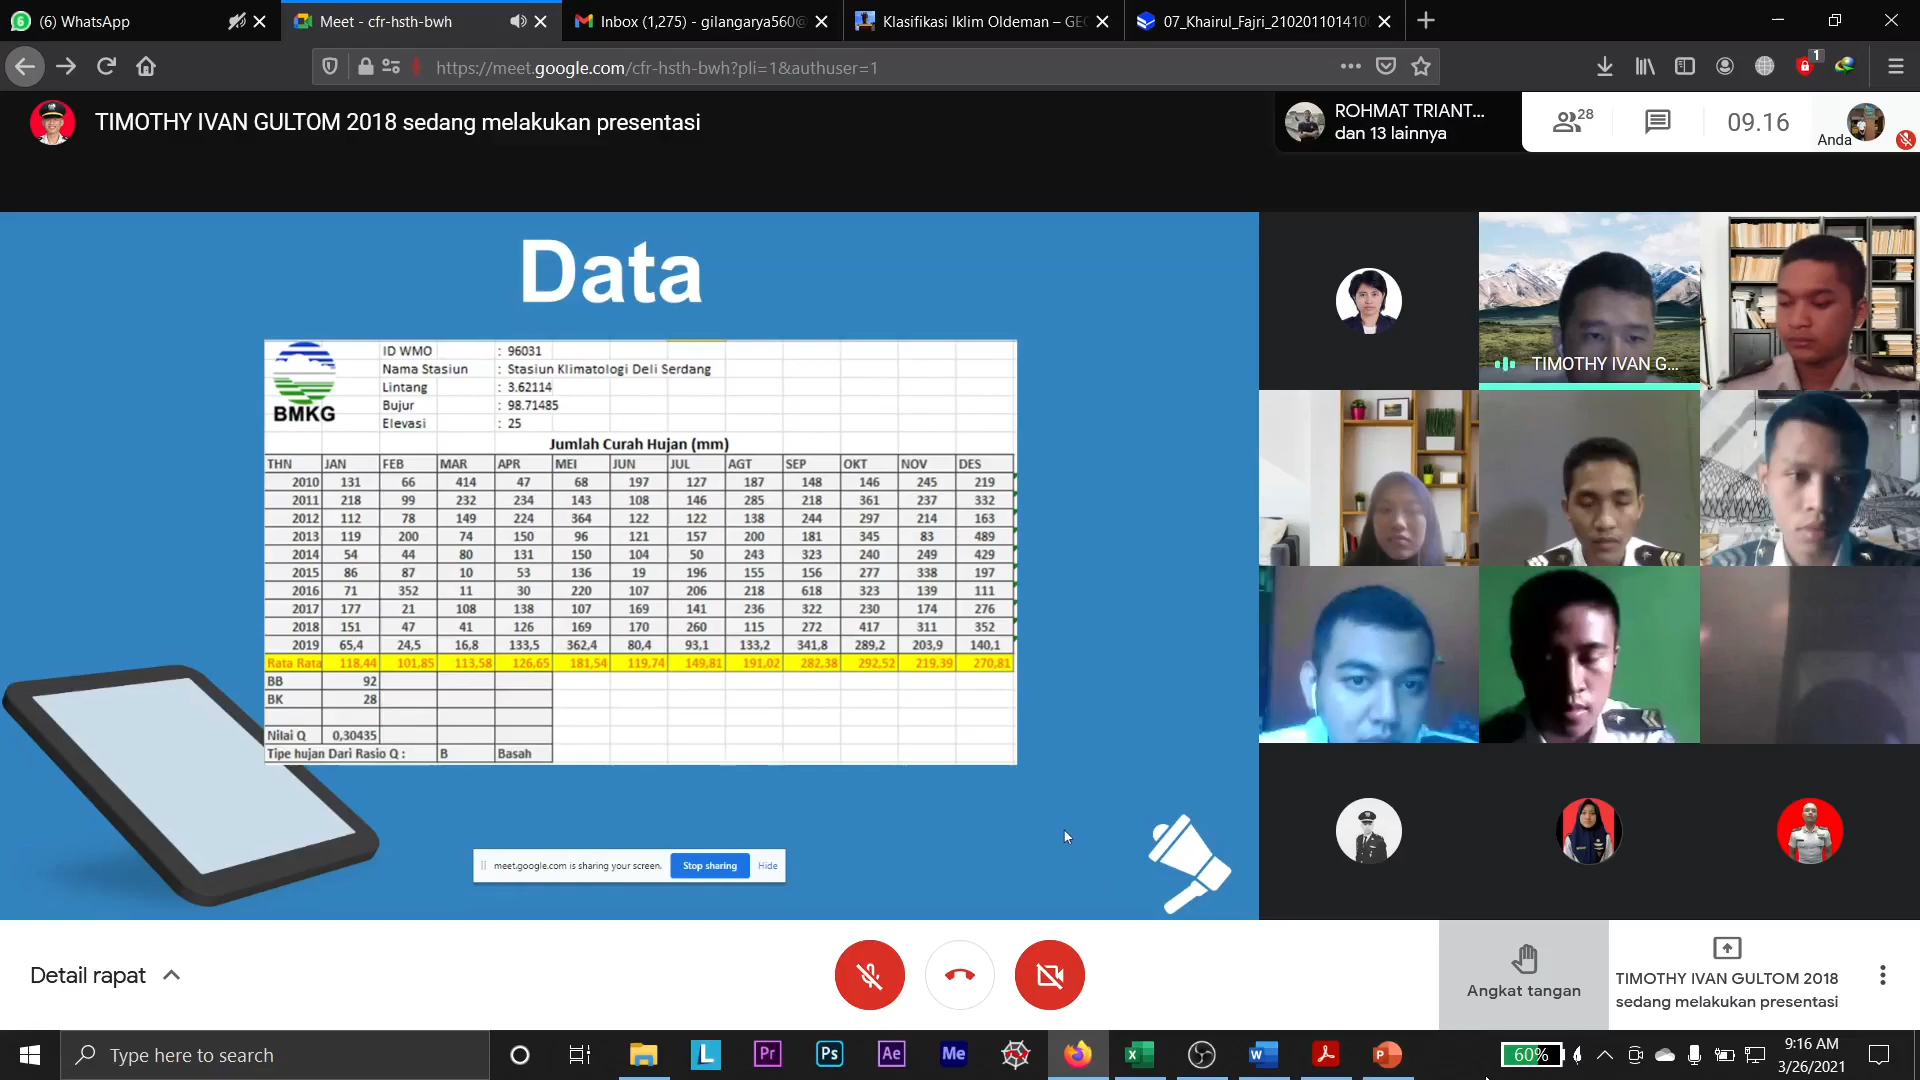 (6) WhatsApp
Meet - cfr-hsth-bwh
Inbox (1,275) - gilangarya560@
Klasifikasi Iklim Oldeman – GEO
07_Khairul_Fajri_2102011014100
https://meet.google.com/cfr-hsth-bwh?pli=1&authuser=1
1
TIMOTHY IVAN GULTOM 2018 sedang melakukan presentasi
ROHMAT TRIANT...
dan 13 lainnya
28
09.16
Anda
Data
BMKG
ID WMO : 96031
Nama Stasiun : Stasiun Klimatologi Deli Serdang
Lintang : 3.62114
Bujur : 98.71485
Elevasi : 25
Jumlah Curah Hujan (mm)
THN JAN FEB MAR APR MEI JUN JUL AGT SEP OKT NOV DES
2010 131 66 414 47 68 197 127 187 148 146 245 219
2011 218 99 232 234 143 108 146 285 218 361 237 332
2012 112 78 149 224 364 122 122 138 244 297 214 163
2013 119 200 74 150 96 121 157 200 181 345 83 489
2014 54 44 80 131 150 104 50 243 323 240 249 429
2015 86 87 10 53 136 19 196 155 156 277 338 197
2016 71 352 11 30 220 107 206 218 618 323 139 111
2017 177 21 108 138 107 169 141 236 322 230 174 276
2018 151 47 41 126 169 170 260 115 272 417 311 352
2019 65,4 24,5 16,8 133,5 362,4 80,4 93,1 133,2 341,8 289,2 203,9 140,1
Rata Rata 118,44 101,85 113,58 126,65 181,54 119,74 149,81 191,02 282,38 292,52 219,39 270,81
BB 92
BK 28
Nilai Q 0,30435
Tipe hujan Dari Rasio Q : B Basah
meet.google.com is sharing your screen.
Stop sharing
Hide
TIMOTHY IVAN G...
Detail rapat
Angkat tangan
TIMOTHY IVAN GULTOM 2018
sedang melakukan presentasi
Type here to search
L
Pr
Ps
Ae
Me
60%
9:16 AM
3/26/2021